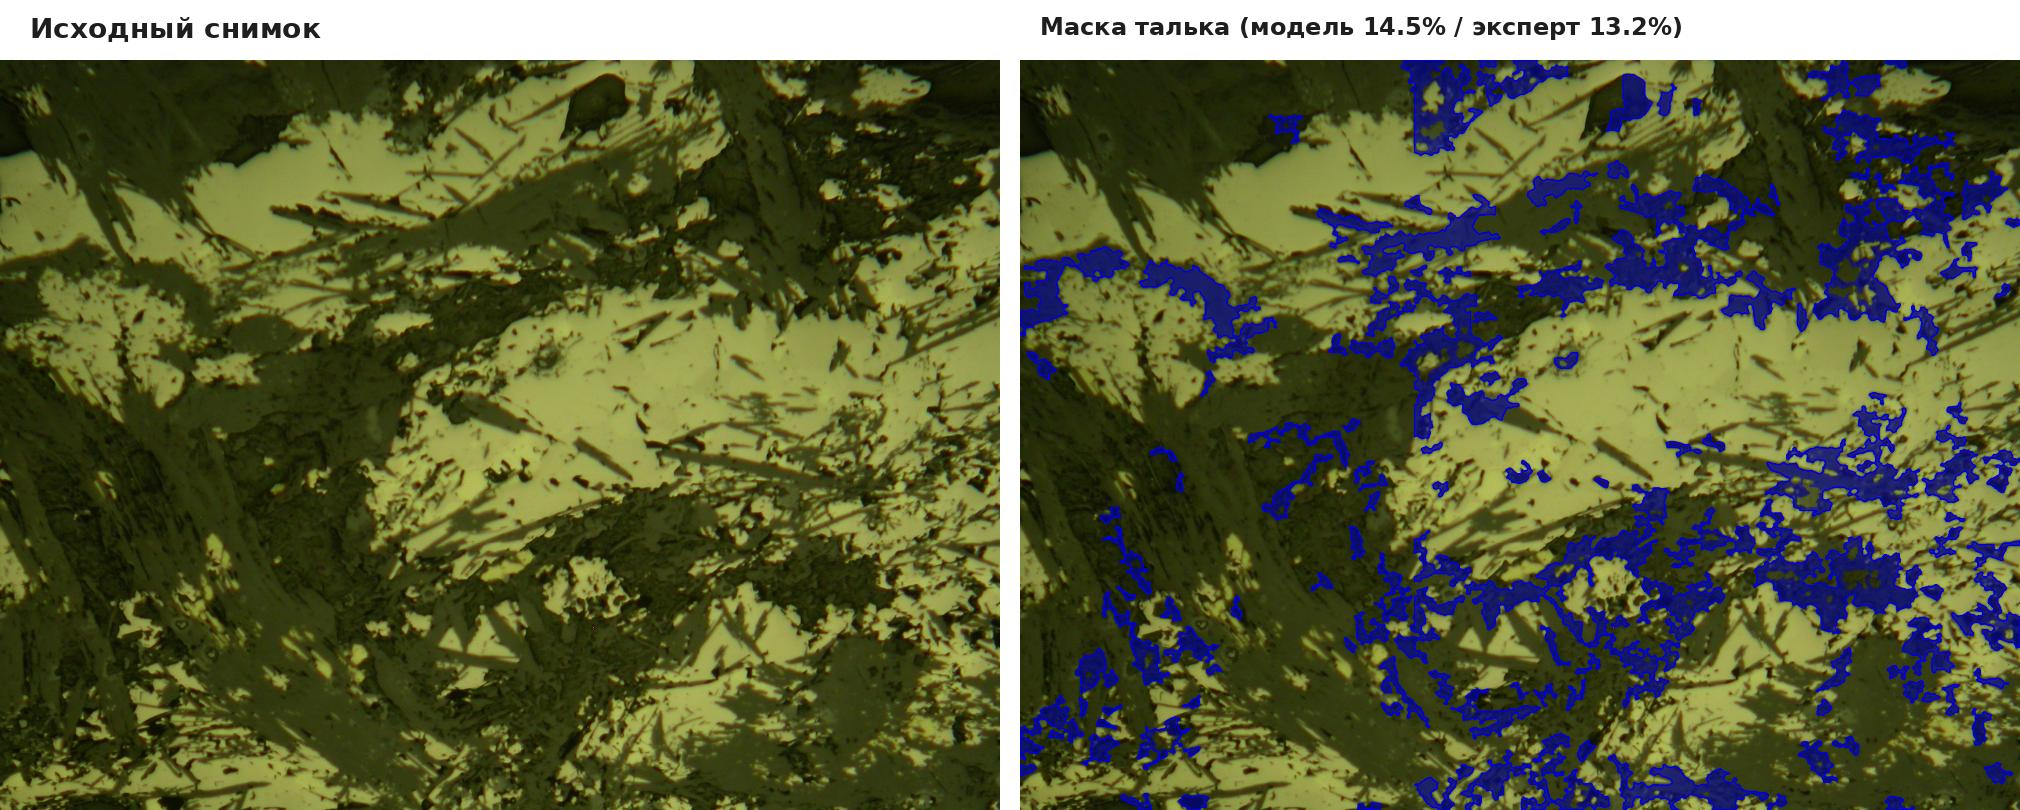 Исходный снимок
Маска талька (модель 14.5% / эксперт 13.2%)